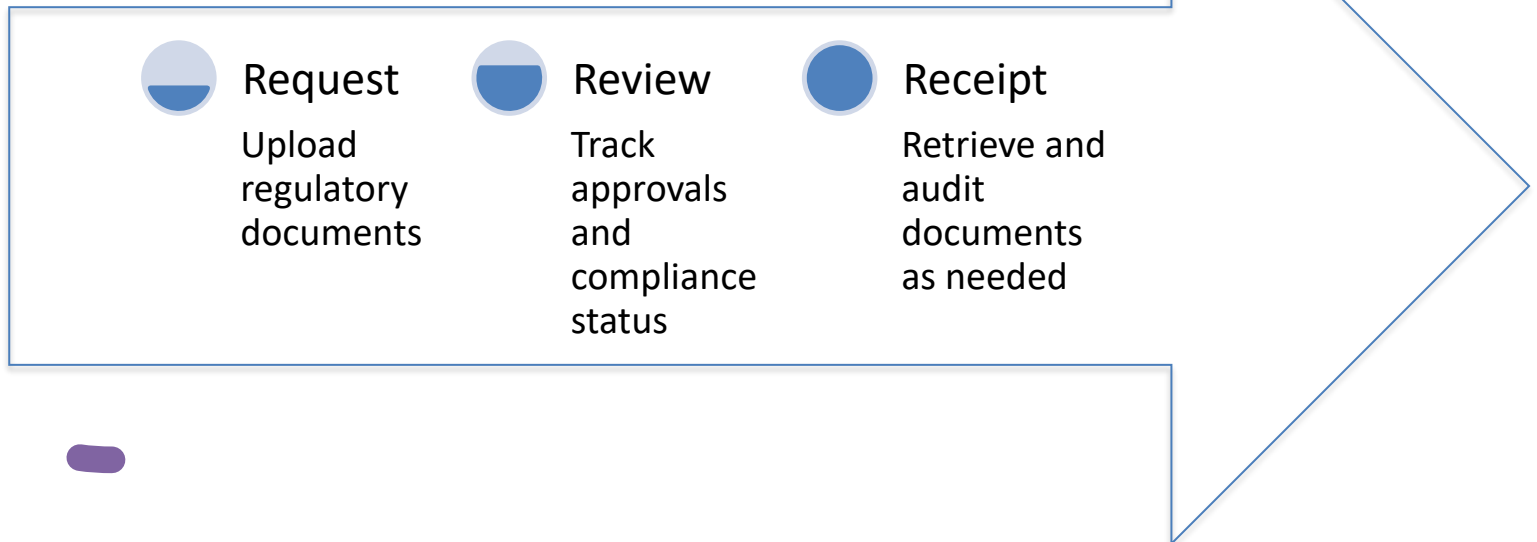 Request
Upload
regulatory
documents
Review
Track
approvals
and
compliance
status
Receipt
Retrieve and
audit
documents
as needed